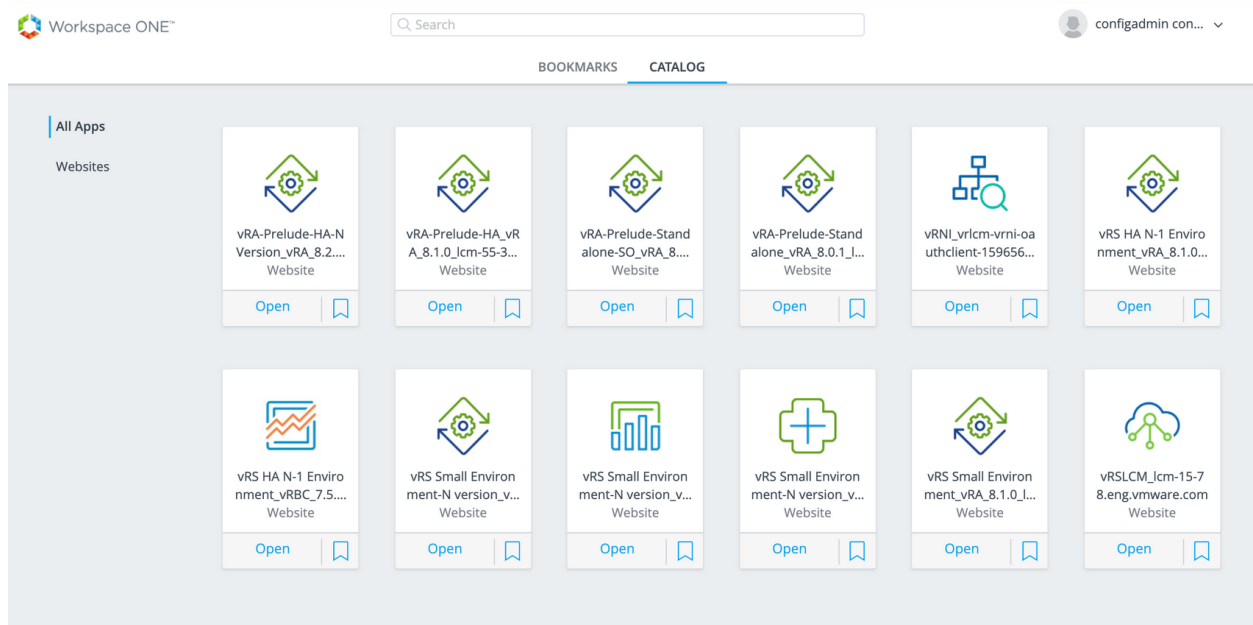 Workspace ONE™
Search
configadmin con...
BOOKMARKS
CATALOG
All Apps
Websites
vRA-Prelude-HA-N
Version_vRA_8.2....
Website
Open
vRA-Prelude-HA_vR
A_8.1.0_lcm-55-3...
Website
Open
vRA-Prelude-Stand
alone-SO_vRA_8....
Website
Open
vRA-Prelude-Stand
alone_vRA_8.0.1_l...
Website
Open
vRNI_vrlcm-vrni-oa
uthclient-159656...
Website
Open
vRS HA N-1 Enviro
nment_vRA_8.1.0...
Website
Open
vRS HA N-1 Enviro
nment_vRBC_7.5....
Website
Open
vRS Small Environ
ment-N version_v...
Website
Open
vRS Small Environ
ment-N version_v...
Website
Open
vRS Small Environ
ment-N version_v...
Website
Open
vRS Small Environ
ment_vRA_8.1.0_l...
Website
Open
vRSLCM_lcm-15-7
8.eng.vmware.com
Website
Open